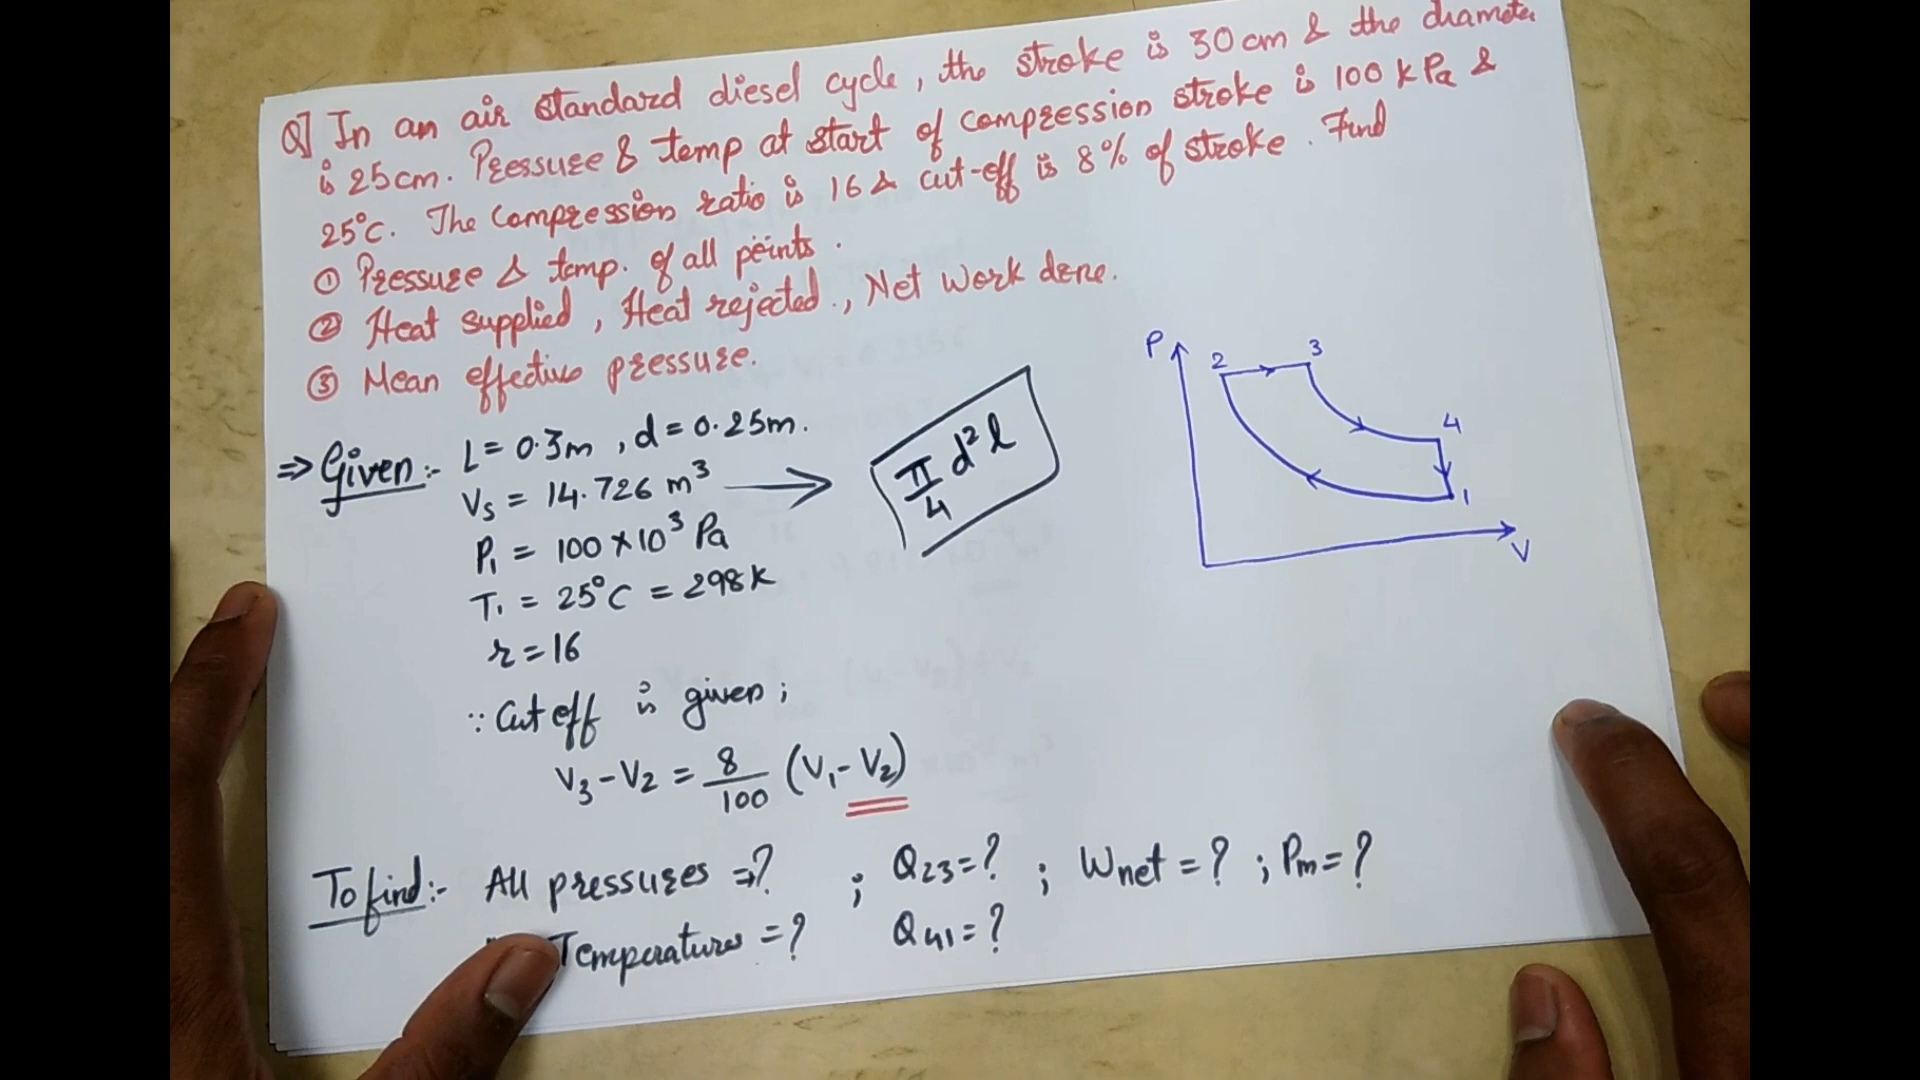 Q] In an air standard diesel cycle, the stroke is 30cm & the diameter
is 25cm. Pressure & temp at start of compression stroke is 100 kPa &
25°C. The Compression ratio is 16 & cut-off is 8% of stroke. Find
① Pressure & temp. of all points.
② Heat supplied, Heat rejected., Net Work done.
③ Mean effective pressure.
⇒ Given:- L = 0.3m, d = 0.25m.
Vs = 14.726 m³ → π/4 d² l
P₁ = 100 × 10³ Pa
T₁ = 25°C = 298K
r = 16
∵ Cut off is given;
V₃ - V₂ = 8/100 (V₁ - V₂)
P
2
3
4
1
V
To find:- All pressures ⇒? ; Q₂₃ = ? ; Wnet = ? ; Pm = ?
Temperatures = ? Q₄₁ = ?